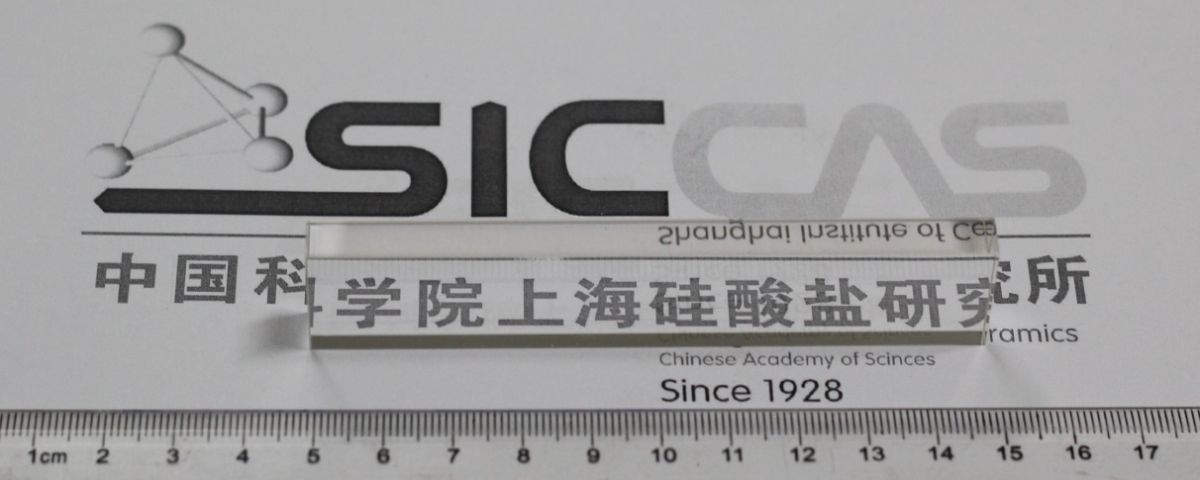 SICCAS
中国科学院上海硅酸盐研究所
Shanghai Institute of Ceramics
Chinese Academy of Scinces
Since 1928
1cm 2 3 4 5 6 7 8 9 10 11 12 13 14 15 16 17